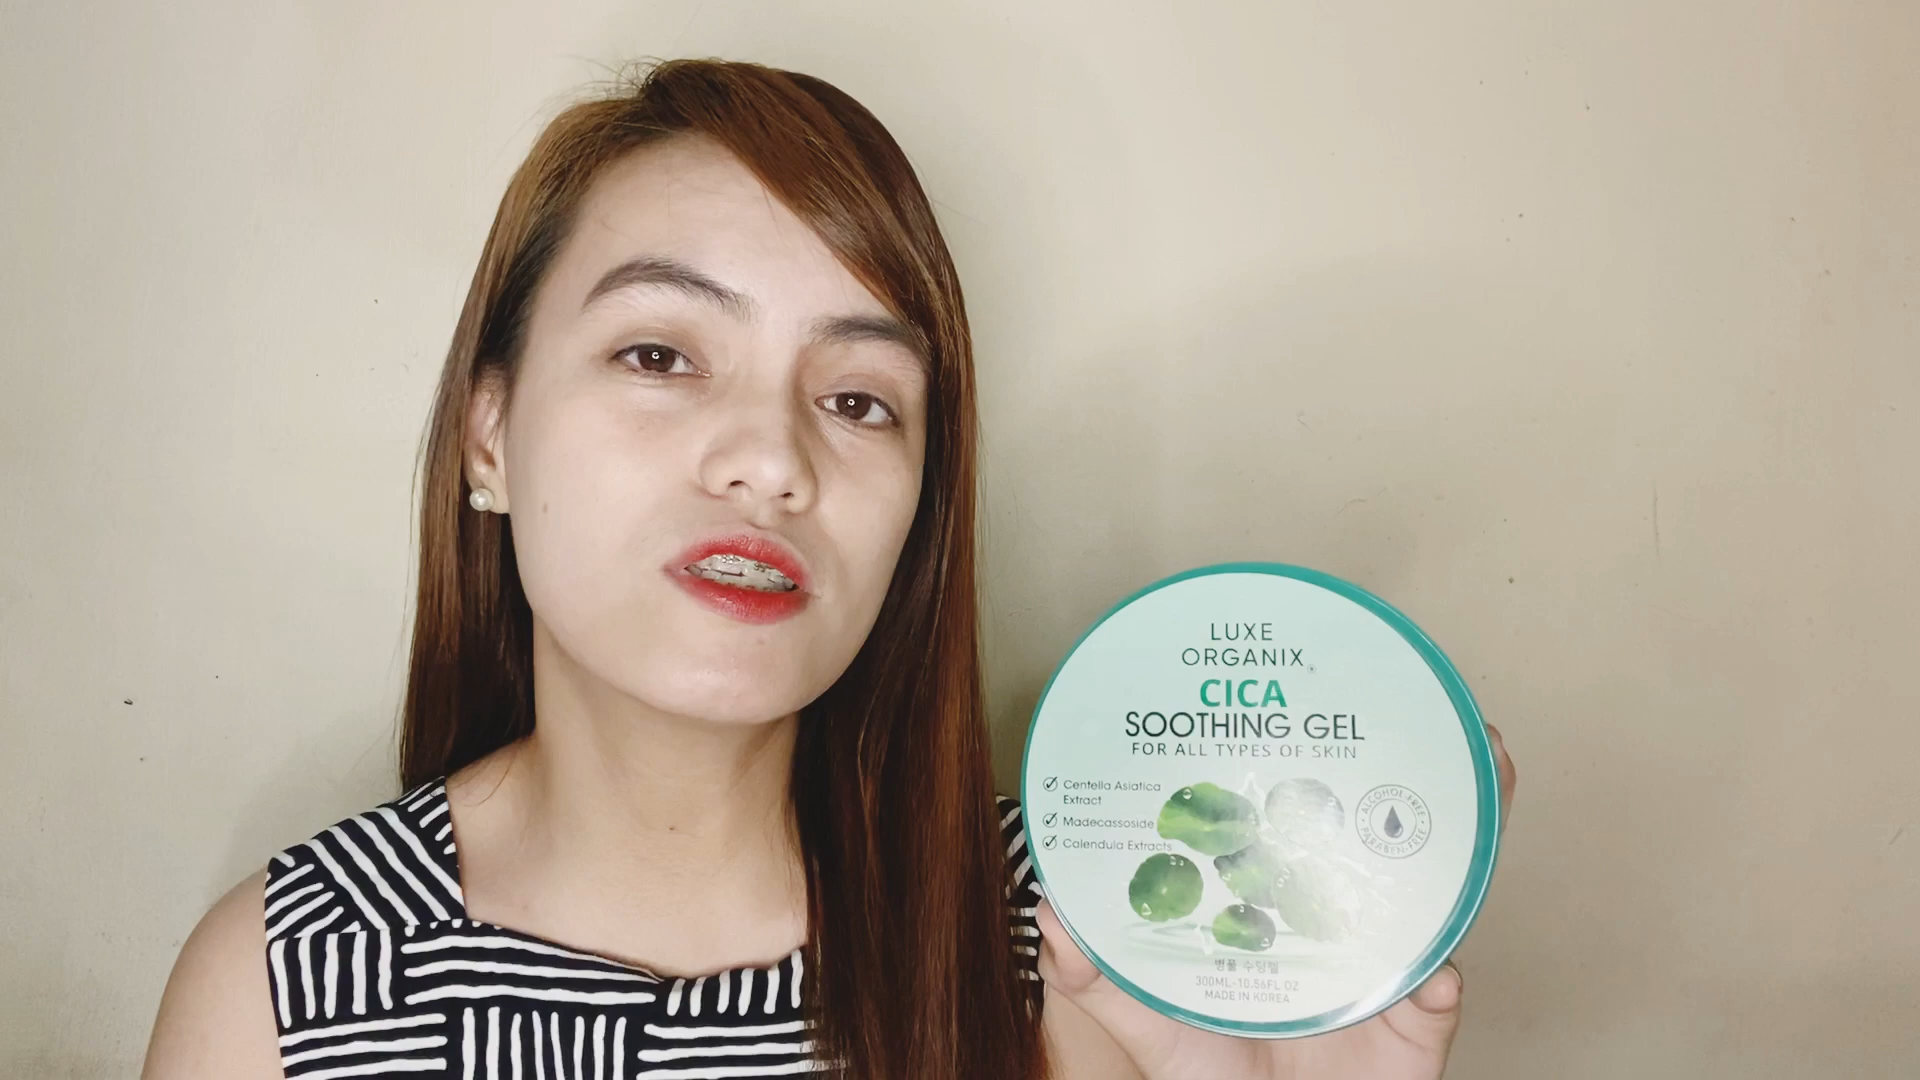 LUXE
ORGANIX®
CICA
SOOTHING GEL
FOR ALL TYPES OF SKIN
Centella Asiatica
Extract
Madecassoside
Calendula Extracts
ALCOHOL-FREE
PARABEN-FREE
병풀 수딩젤
300ML-10.56FL.OZ
MADE IN KOREA